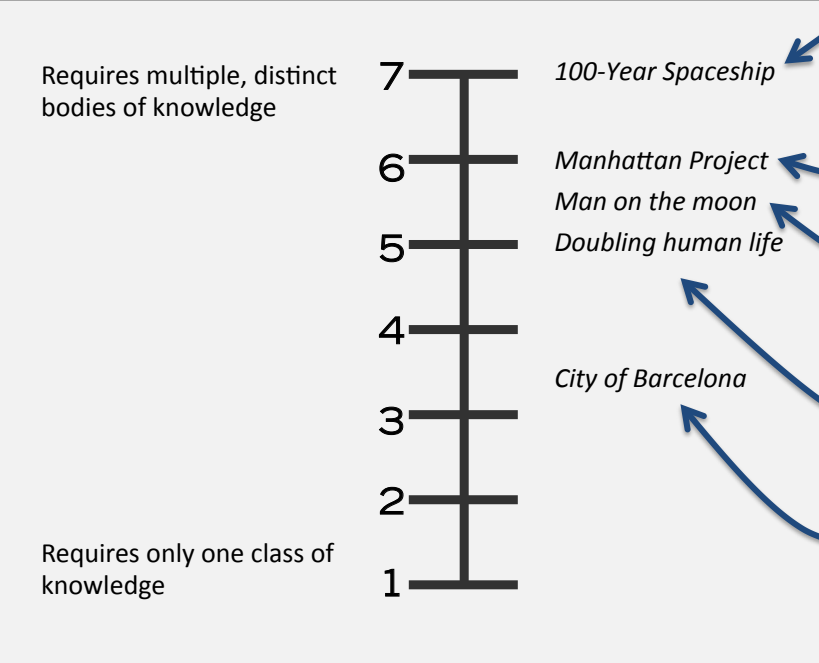 Requires multiple, distinct
bodies of knowledge
7
100-Year Spaceship
6
Manhattan Project
Man on the moon
5
Doubling human life
4
City of Barcelona
3
2
Requires only one class of
knowledge
1